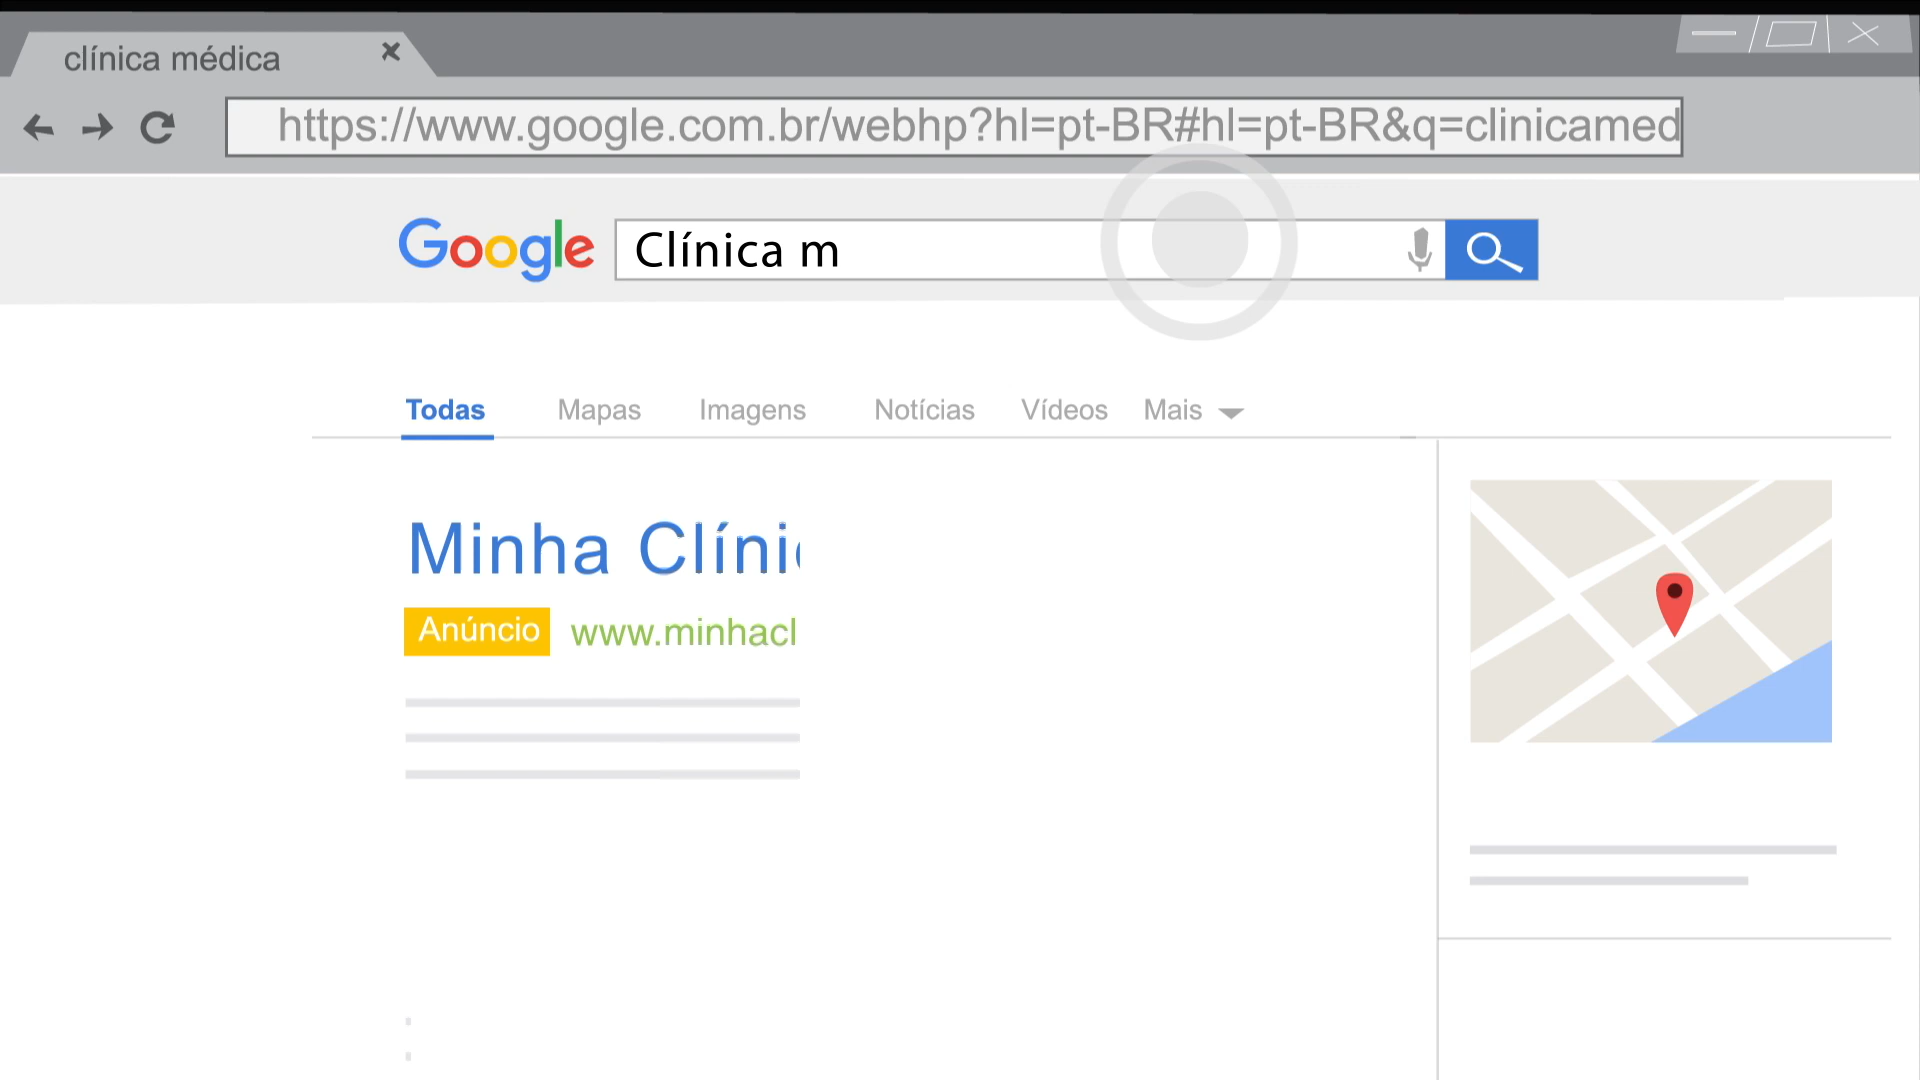 clínica médica
https://www.google.com.br/webhp?hl=pt-BR#hl=pt-BR&q=clinicamed
Google Clínica m
Todas Mapas Imagens Notícias Vídeos Mais
Minha Clíni
Anúncio www.minhacl